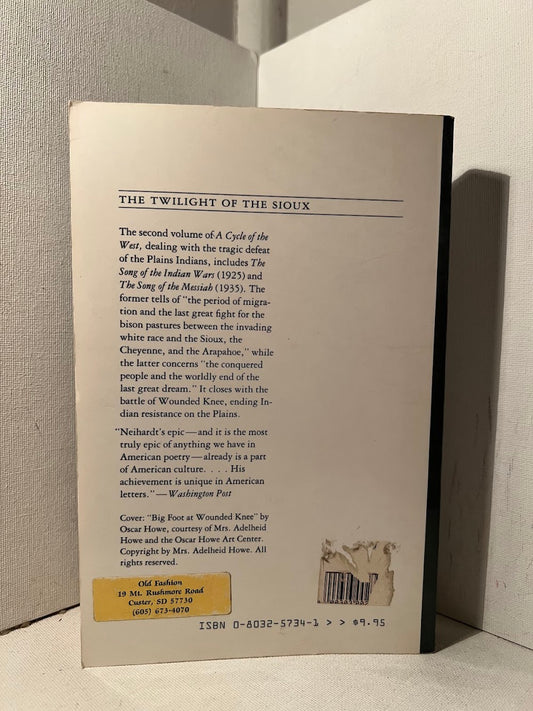 THE TWILIGHT OF THE SIOUX
The second volume of A Cycle of the
West, dealing with the tragic defeat
of the Plains Indians, includes The
Song of the Indian Wars (1925) and
The Song of the Messiah (1935). The
former tells of "the period of migra-
tion and the last great fight for the
bison pastures between the invading
white race and the Sioux, the
Cheyenne, and the Arapahoe," while
the latter concerns "the conquered
people and the worldly end of the
last great dream." It closes with the
battle of Wounded Knee, ending In-
dian resistance on the Plains.
"Neihardt's epic—and it is the most
truly epic of anything we have in
American poetry—already is a part
of American culture. . . . His
achievement is unique in American
letters."—Washington Post
Cover: "Big Foot at Wounded Knee" by
Oscar Howe, courtesy of Mrs. Adelheid
Howe and the Oscar Howe Art Center.
Copyright by Mrs. Adelheid Howe. All
rights reserved.
Old Fashion
19 Mt. Rushmore Road
Custer, SD 57730
(605) 673-4070
ISBN 0-8032-5734-1 > > $9.95